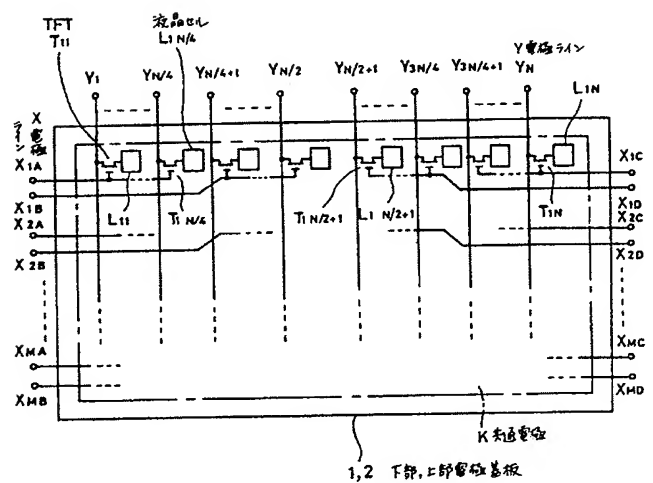 TFT
T11
液晶セル
L1 N/4
Y電極ライン
Y1
YN/4
YN/4+1
YN/2
YN/2+1
Y3N/4
Y3N/4+1
YN
L1N
X電極ライン
X1A
X1B
X2A
X2B
XMA
XMB
L11
T1 N/4
T1 N/2+1
L1 N/2+1
T1N
X1C
X1D
X2C
X2D
XMC
XMD
K共通電極
1,2 下部,上部電極基板